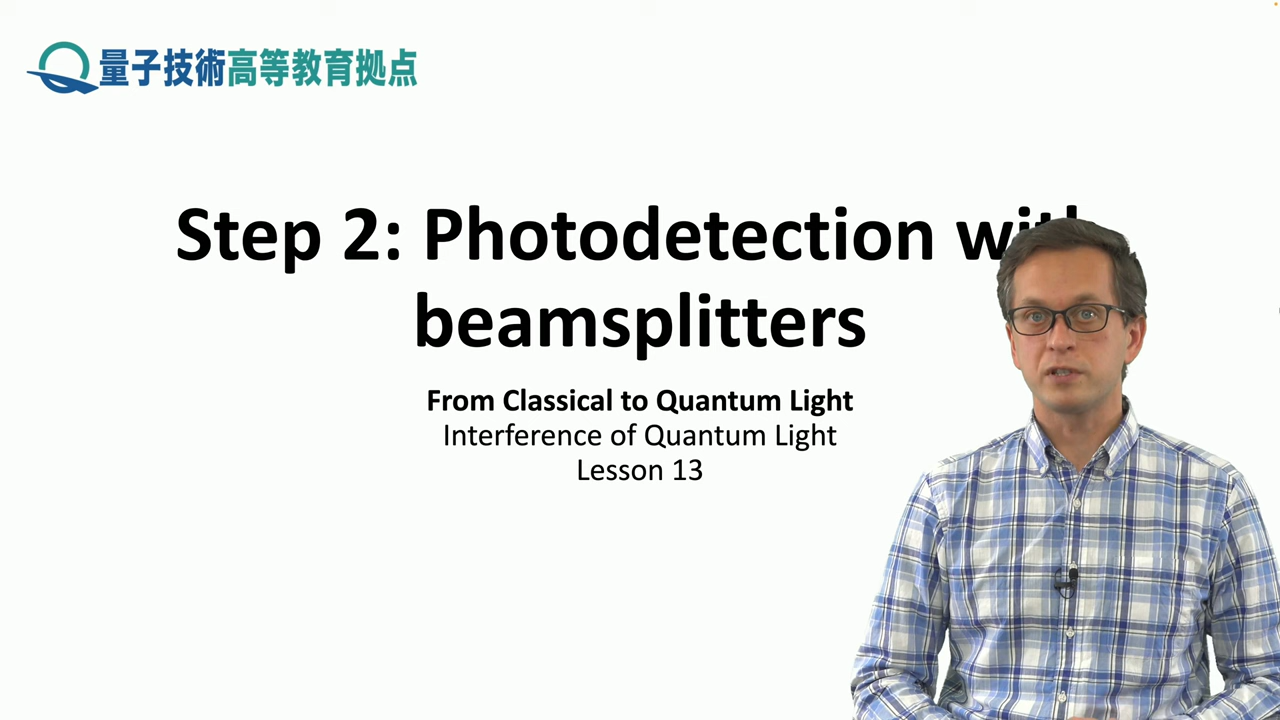 量子技術高等教育拠点
Step 2: Photodetection with
beamsplitters
From Classical to Quantum Light
Interference of Quantum Light
Lesson 13